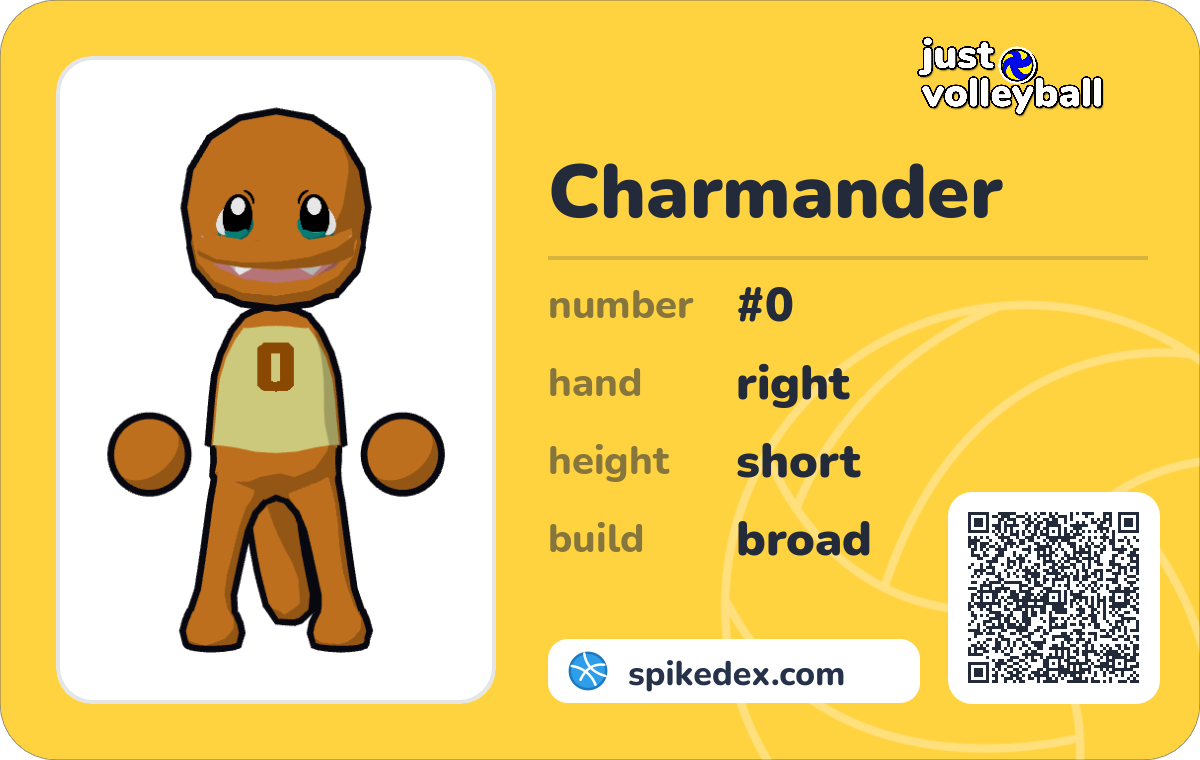 just
volleyball
Charmander
number #0
hand right
height short
build broad
0
spikedex.com